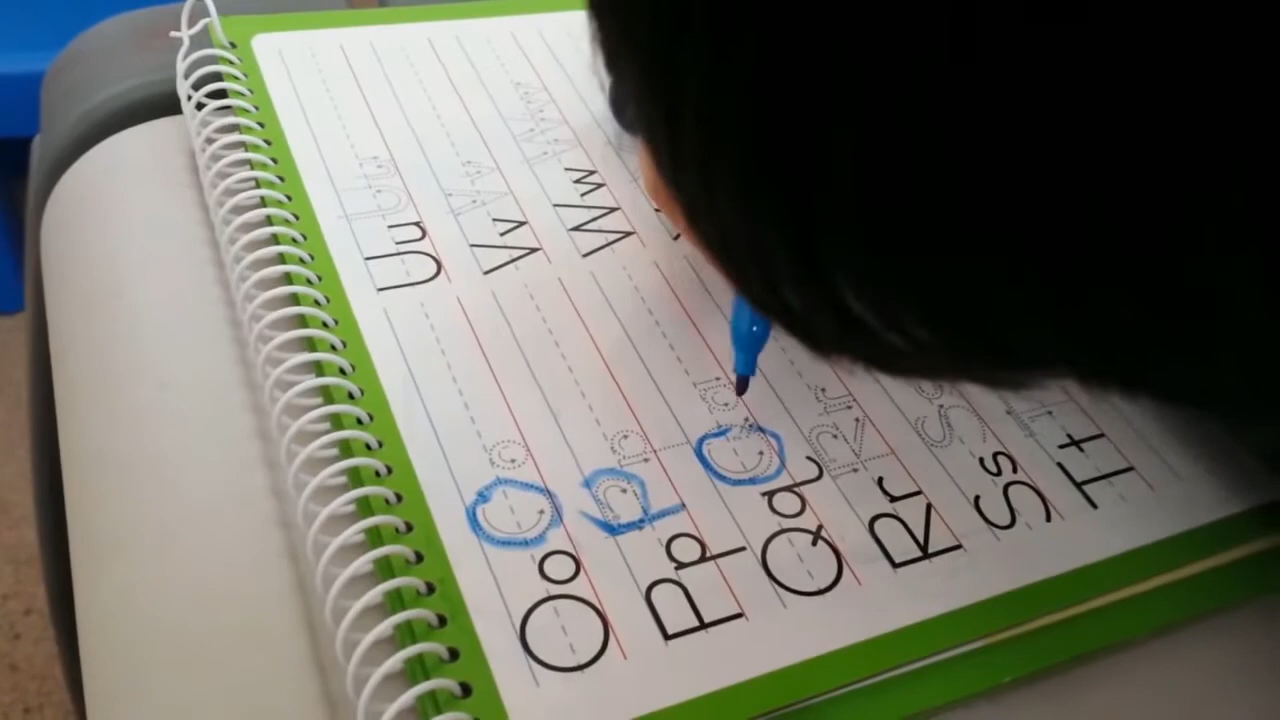 Oo O o
Pp P p
Qq Q q
Rr R r
Ss S s
Tt T
Uu U u
Vv V v
Ww W w